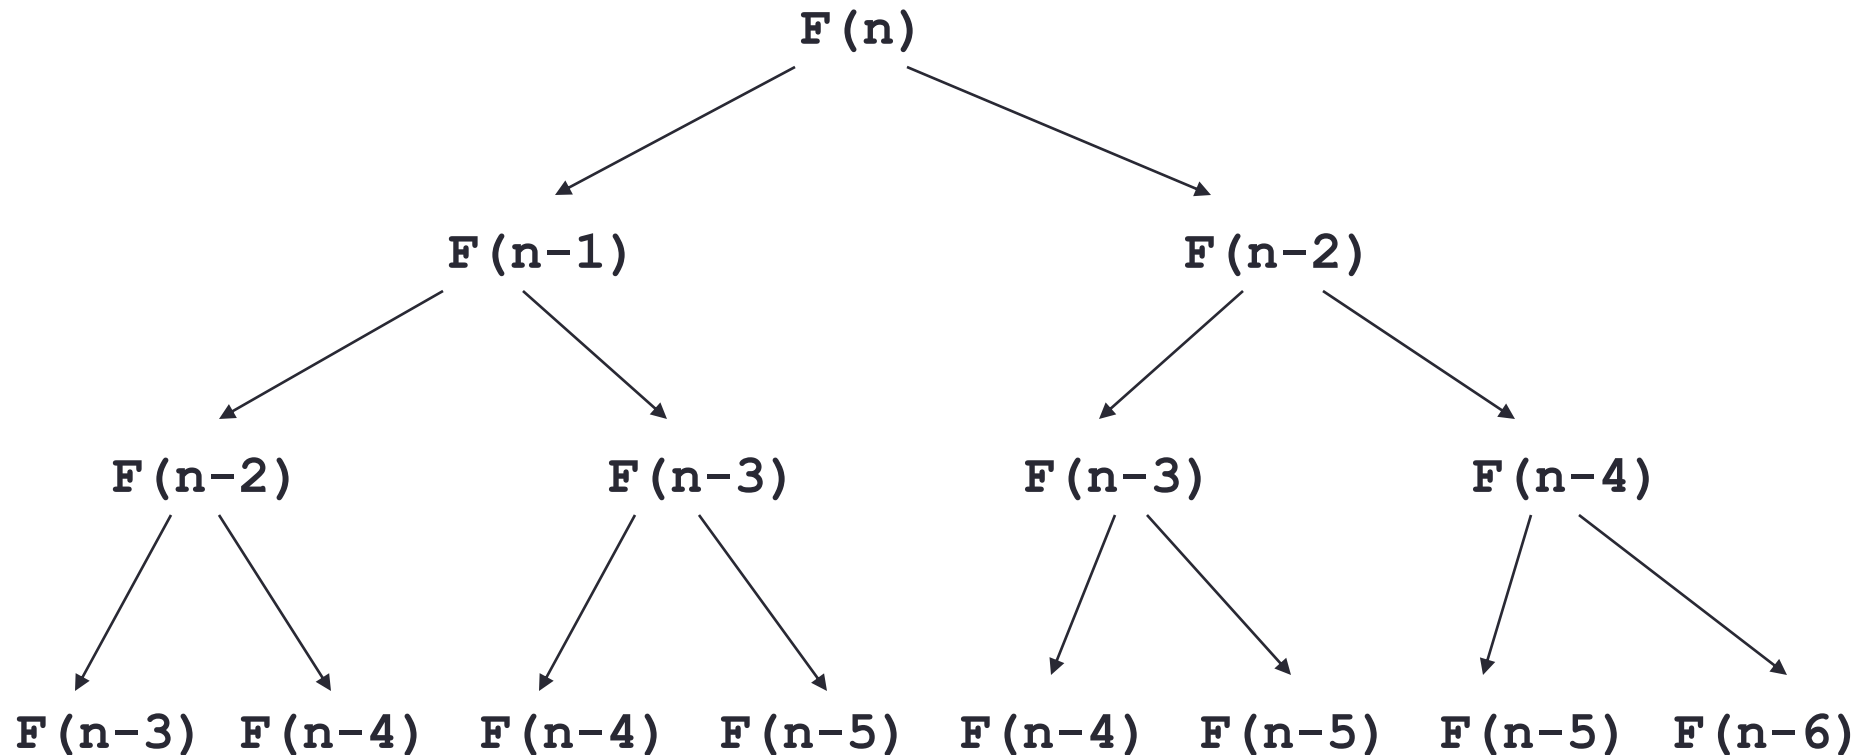 F(n)
F(n-1) F(n-2)
F(n-2) F(n-3) F(n-3) F(n-4)
F(n-3) F(n-4) F(n-4) F(n-5) F(n-4) F(n-5) F(n-5) F(n-6)